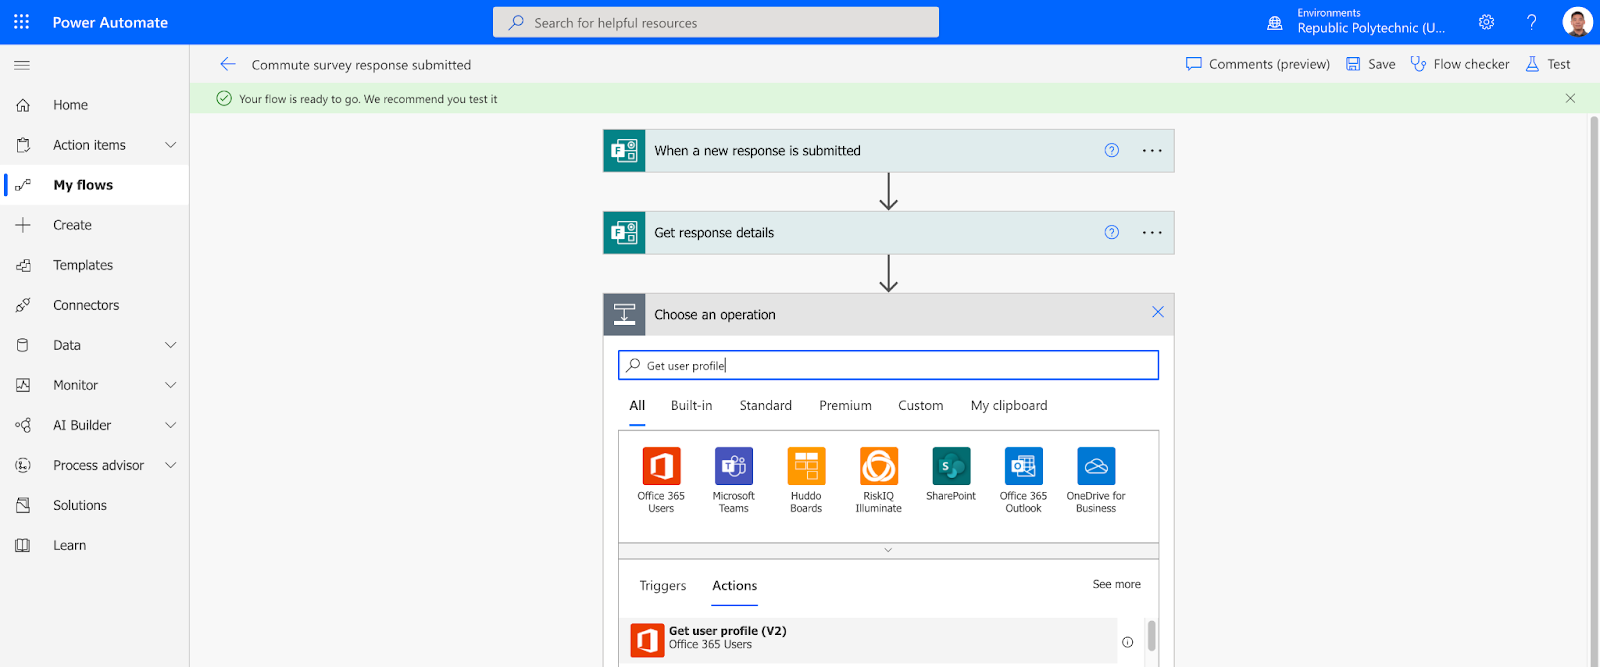 Power Automate
Search for helpful resources
Environments
Republic Polytechnic (U...
Commute survey response submitted
Comments (preview)
Save
Flow checker
Test
Your flow is ready to go. We recommend you test it
Home
Action items
My flows
Create
Templates
Connectors
Data
Monitor
AI Builder
Process advisor
Solutions
Learn
When a new response is submitted
Get response details
Choose an operation
Get user profile
All
Built-in
Standard
Premium
Custom
My clipboard
Office 365
Users
Microsoft
Teams
Huddo
Boards
RiskIQ
Illuminate
SharePoint
Office 365
Outlook
OneDrive for
Business
Triggers
Actions
See more
Get user profile (V2)
Office 365 Users